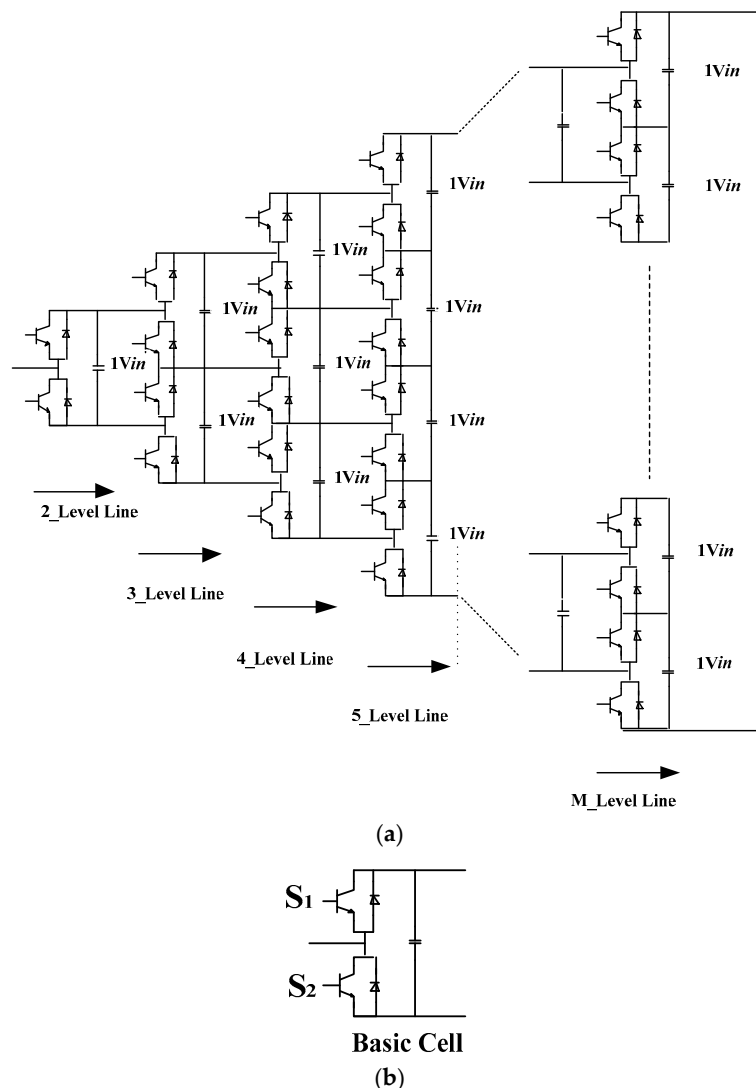 1Vin
1Vin
1Vin
1Vin
1Vin
1Vin
1Vin
1Vin
1Vin
1Vin
1Vin
1Vin
2_Level Line
3_Level Line
4_Level Line
5_Level Line
1Vin
1Vin
M_Level Line
(a)
S1
S2
Basic Cell
(b)